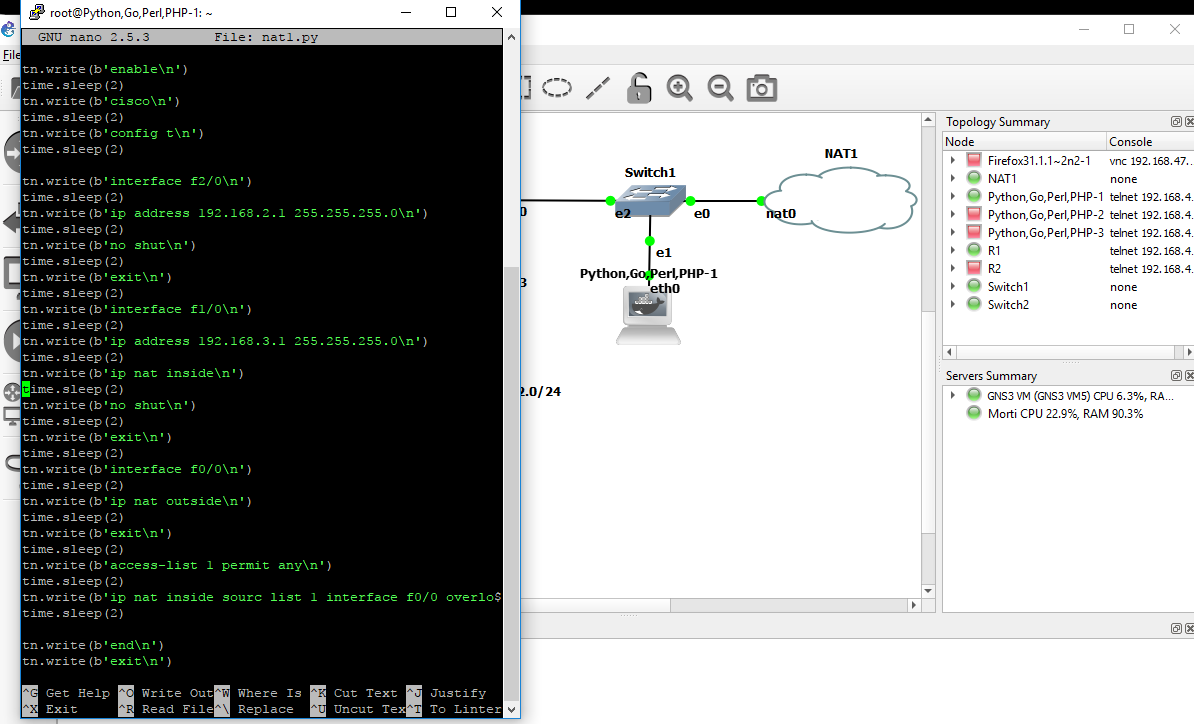 root@Python,Go,Perl,PHP-1: ~
GNU nano 2.5.3 File: nat1.py
tn.write(b'enable\n')
time.sleep(2)
tn.write(b'cisco\n')
time.sleep(2)
tn.write(b'config t\n')
time.sleep(2)
tn.write(b'interface f2/0\n')
time.sleep(2)
tn.write(b'ip address 192.168.2.1 255.255.255.0\n')
time.sleep(2)
tn.write(b'no shut\n')
time.sleep(2)
tn.write(b'exit\n')
time.sleep(2)
tn.write(b'interface f1/0\n')
time.sleep(2)
tn.write(b'ip address 192.168.3.1 255.255.255.0\n')
time.sleep(2)
tn.write(b'ip nat inside\n')
time.sleep(2)
tn.write(b'no shut\n')
time.sleep(2)
tn.write(b'exit\n')
time.sleep(2)
tn.write(b'interface f0/0\n')
time.sleep(2)
tn.write(b'ip nat outside\n')
time.sleep(2)
tn.write(b'exit\n')
time.sleep(2)
tn.write(b'access-list 1 permit any\n')
time.sleep(2)
tn.write(b'ip nat inside sourc list 1 interface f0/0 overlo$
time.sleep(2)
tn.write(b'end\n')
tn.write(b'exit\n')
^G Get Help ^O Write Out ^W Where Is ^K Cut Text ^J Justify
^X Exit ^R Read File ^\ Replace ^U Uncut Tex ^T To Linter
File
Switch1
NAT1
0
e2
e0
nat0
e1
Python,Go,Perl,PHP-1
eth0
3
2.0/24
Topology Summary
Node Console
Firefox31.1.1~2n2-1 vnc 192.168.47...
NAT1 none
Python,Go,Perl,PHP-1 telnet 192.168.4...
Python,Go,Perl,PHP-2 telnet 192.168.4...
Python,Go,Perl,PHP-3 telnet 192.168.4...
R1 telnet 192.168.4...
R2 telnet 192.168.4...
Switch1 none
Switch2 none
Servers Summary
GNS3 VM (GNS3 VM5) CPU 6.3%, RA...
Morti CPU 22.9%, RAM 90.3%